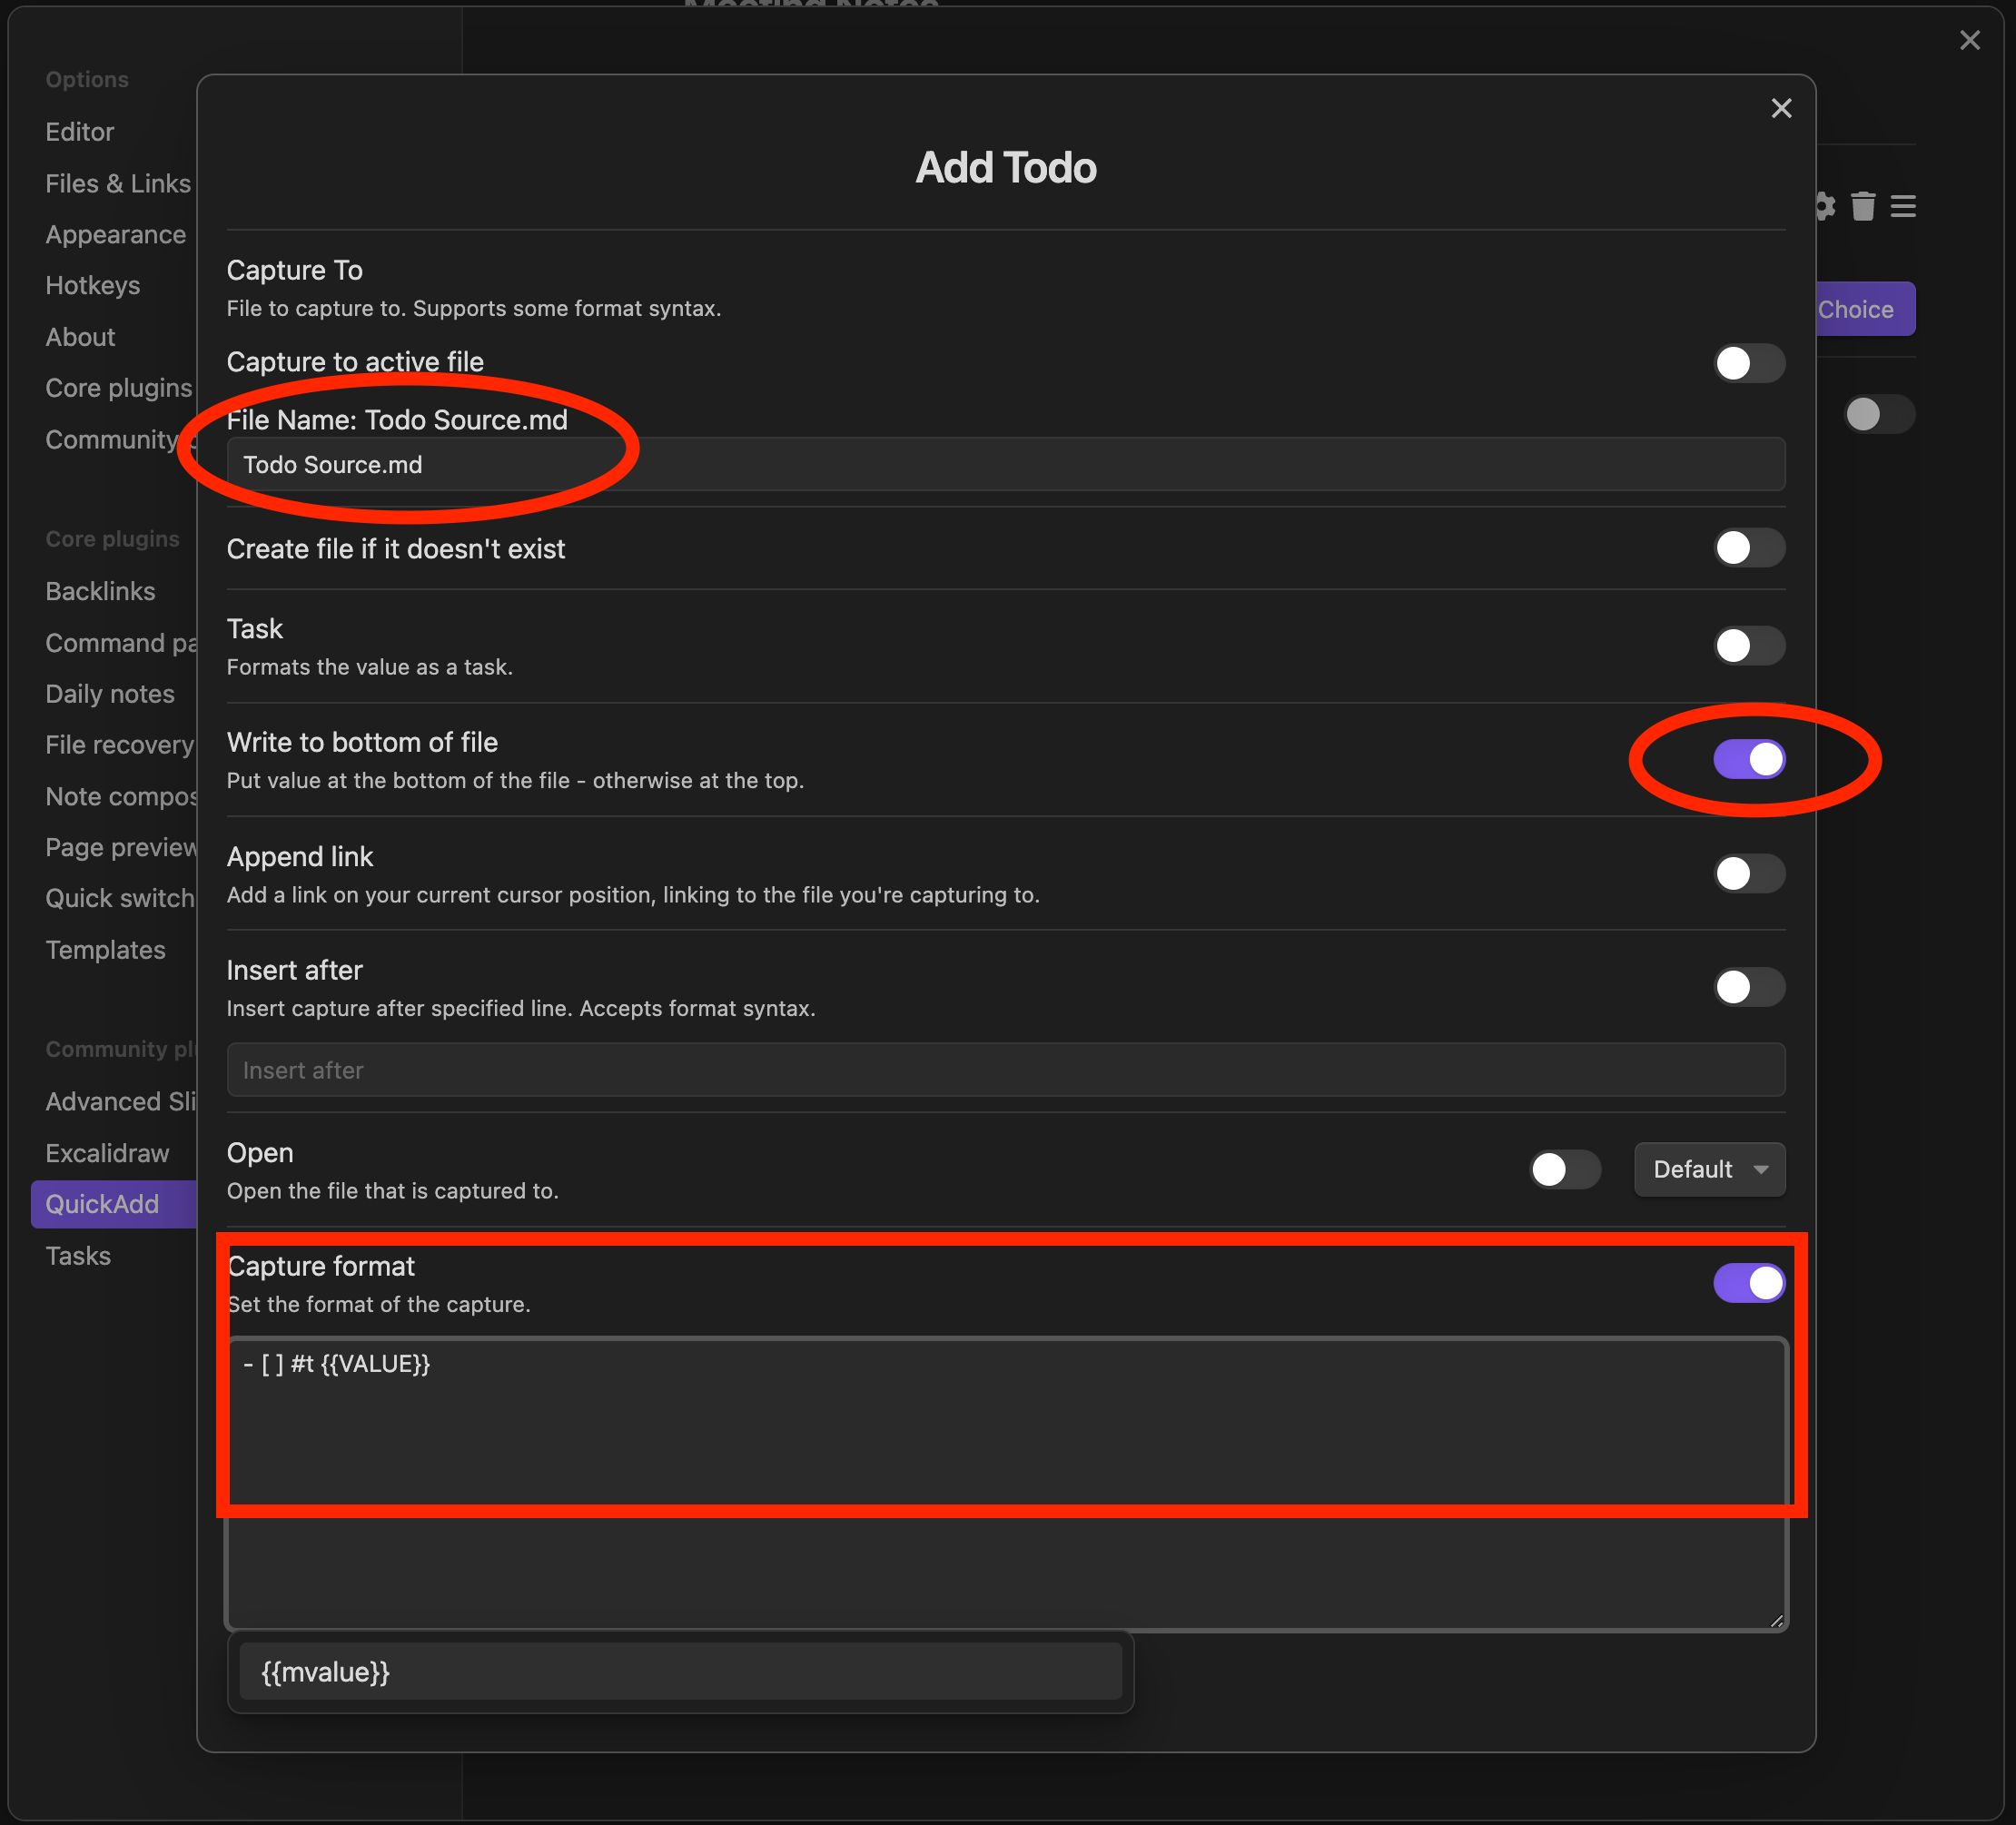 Meeting Notes
Options
Editor
Files & Links
Appearance
Hotkeys
About
Core plugins
Community
Core plugins
Backlinks
Command pa
Daily notes
File recovery
Note compos
Page preview
Quick switch
Templates
Community plu
Advanced Sli
Excalidraw
QuickAdd
Tasks
Choice
Add Todo
Capture To
File to capture to. Supports some format syntax.
Capture to active file
File Name: Todo Source.md
Todo Source.md
Create file if it doesn't exist
Task
Formats the value as a task.
Write to bottom of file
Put value at the bottom of the file - otherwise at the top.
Append link
Add a link on your current cursor position, linking to the file you're capturing to.
Insert after
Insert capture after specified line. Accepts format syntax.
Insert after
Open
Open the file that is captured to.
Default
Capture format
Set the format of the capture.
- [ ] #t {{VALUE}}
{{mvalue}}